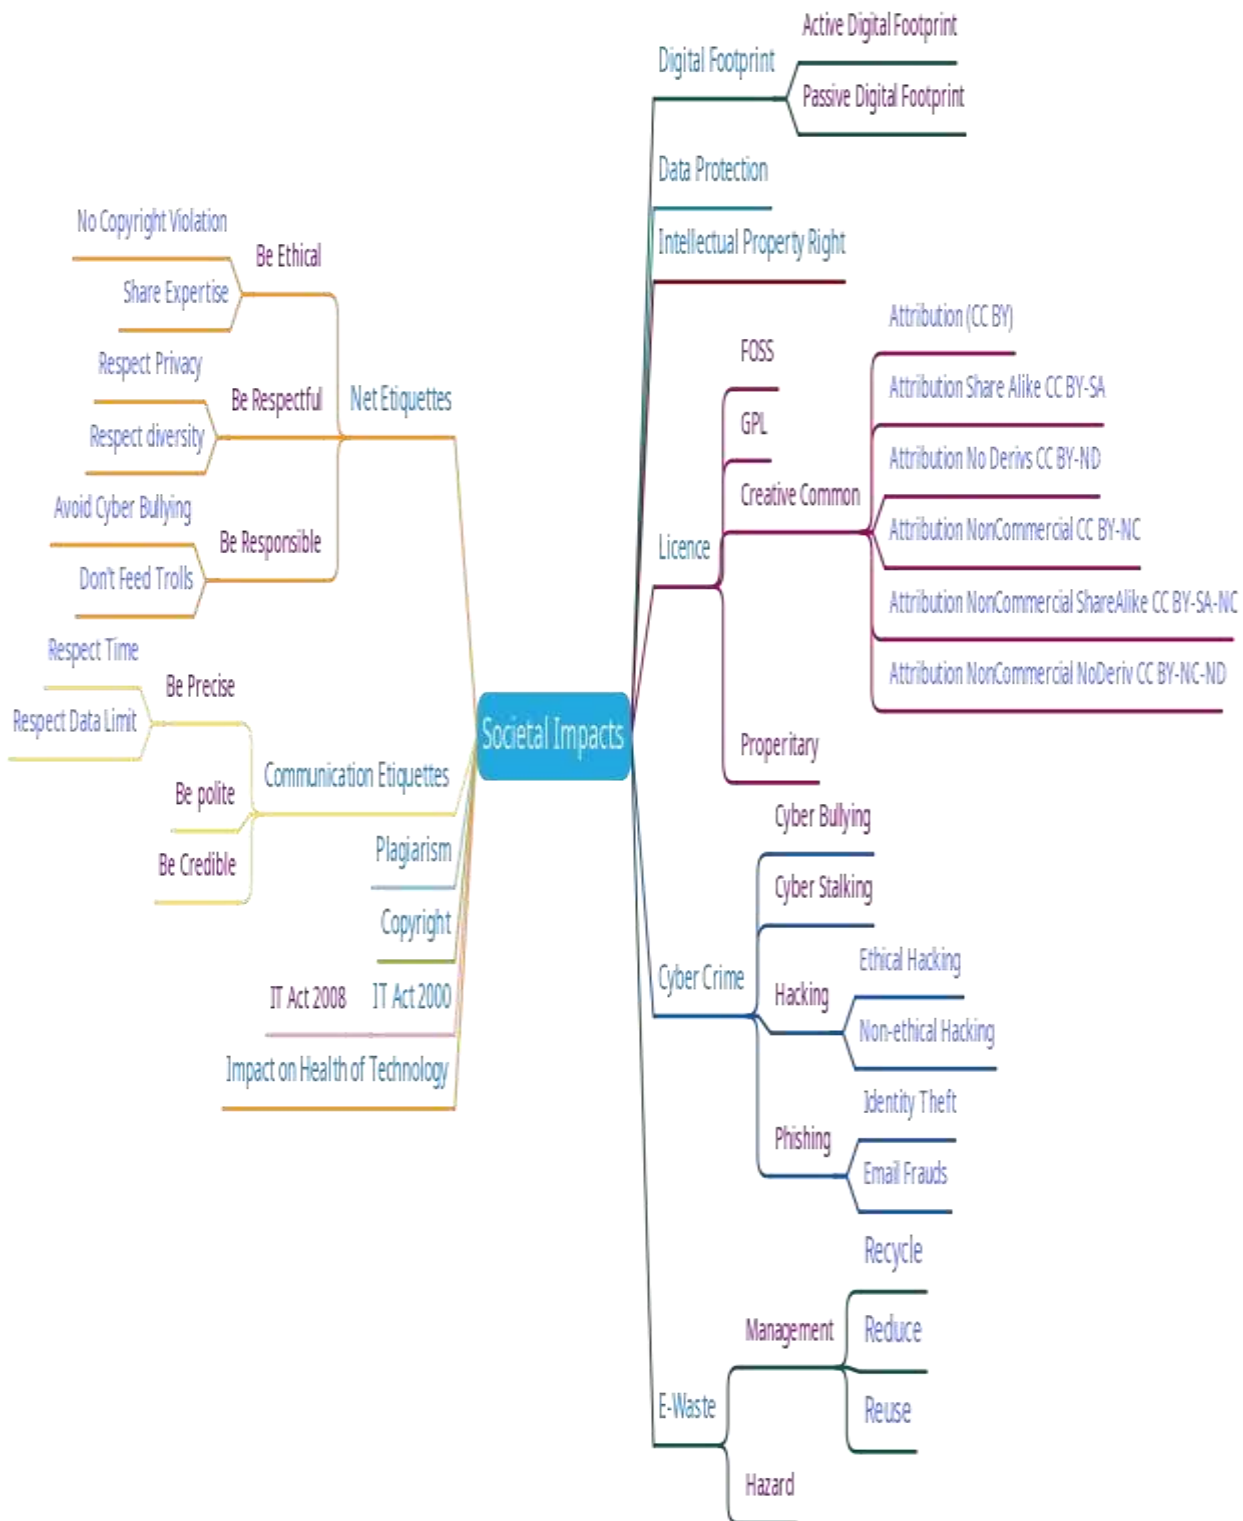 Active Digital Footprint
Digital Footprint
Passive Digital Footprint
Data Protection
Intellectual Property Right
Attribution (CC BY)
FOSS
Attribution Share Alike CC BY-SA
GPL
Attribution No Derivs CC BY-ND
Creative Common
Attribution NonCommercial CC BY-NC
Licence
Attribution NonCommercial ShareAlike CC BY-SA-NC
Attribution NonCommercial NoDeriv CC BY-NC-ND
Properitary
Cyber Bullying
Cyber Stalking
Ethical Hacking
Cyber Crime
Hacking
Non-ethical Hacking
Identity Theft
Phishing
Email Frauds
Recycle
Management
Reduce
E-Waste
Reuse
Hazard
Societal Impacts
No Copyright Violation
Be Ethical
Share Expertise
Respect Privacy
Be Respectful
Net Etiquettes
Respect diversity
Avoid Cyber Bullying
Be Responsible
Don't Feed Trolls
Respect Time
Be Precise
Respect Data Limit
Communication Etiquettes
Be polite
Be Credible
Plagiarism
Copyright
IT Act 2008
IT Act 2000
Impact on Health of Technology